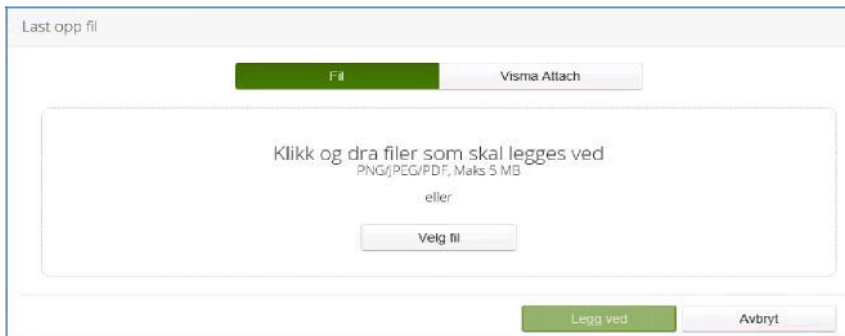 Last opp fil
Fil Visma Attach
Klikk og dra filer som skal legges ved
PNG/JPEG/PDF, Maks 5 MB
eller
Velg fil
Legg ved Avbryt